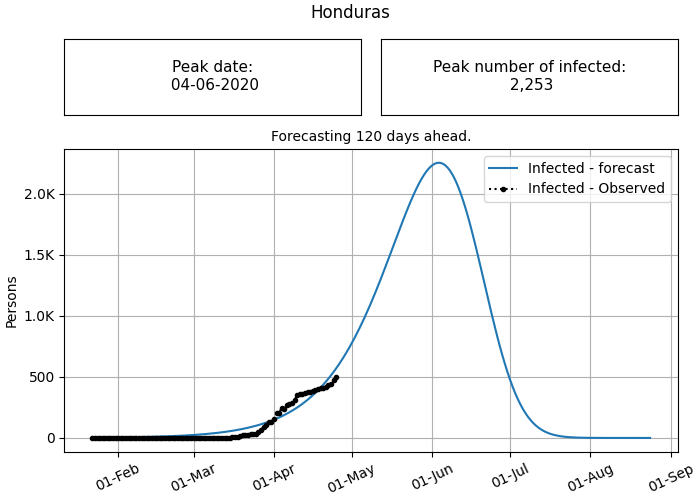 Honduras
Peak date:
04-06-2020
Peak number of infected:
2,253
Forecasting 120 days ahead.
Infected - forecast
Infected - Observed
2.0K
1.5K
1.0K
500
0
Persons
01-Feb
01-Mar
01-Apr
01-May
01-Jun
01-Jul
01-Aug
01-Sep